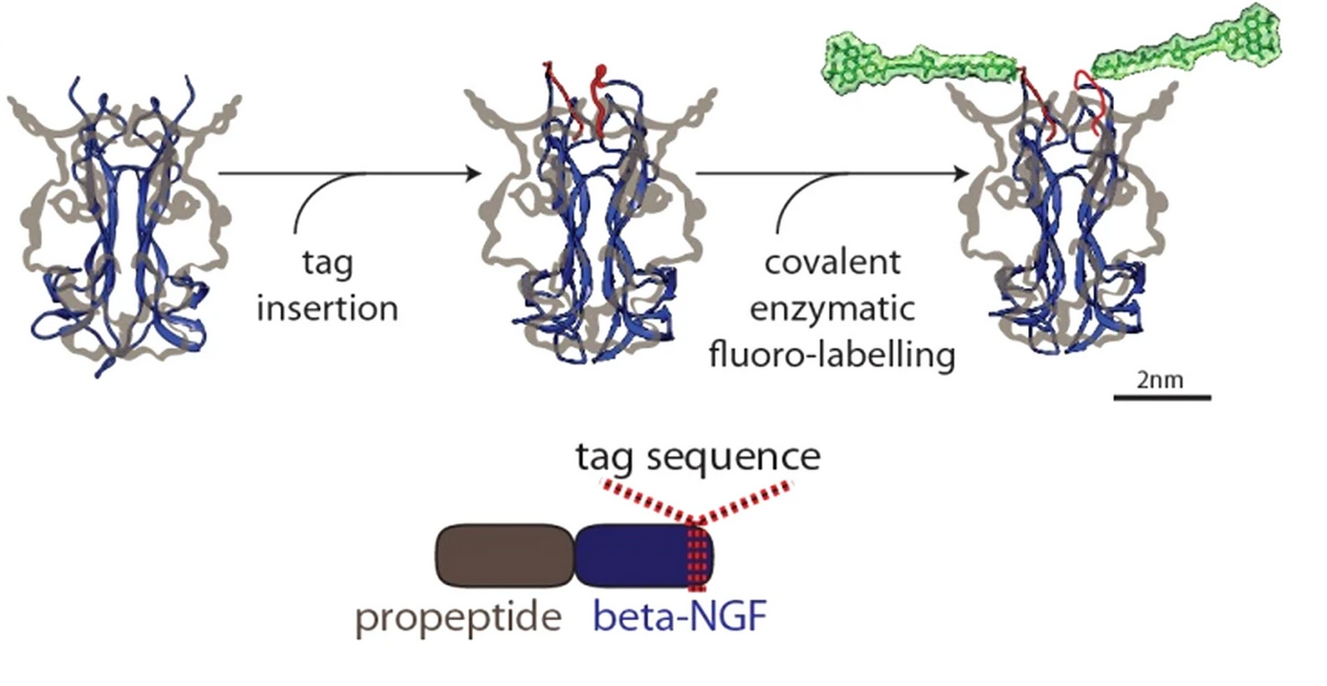 tag
insertion
covalent
enzymatic
fluoro-labelling
2nm
tag sequence
propeptide
beta-NGF